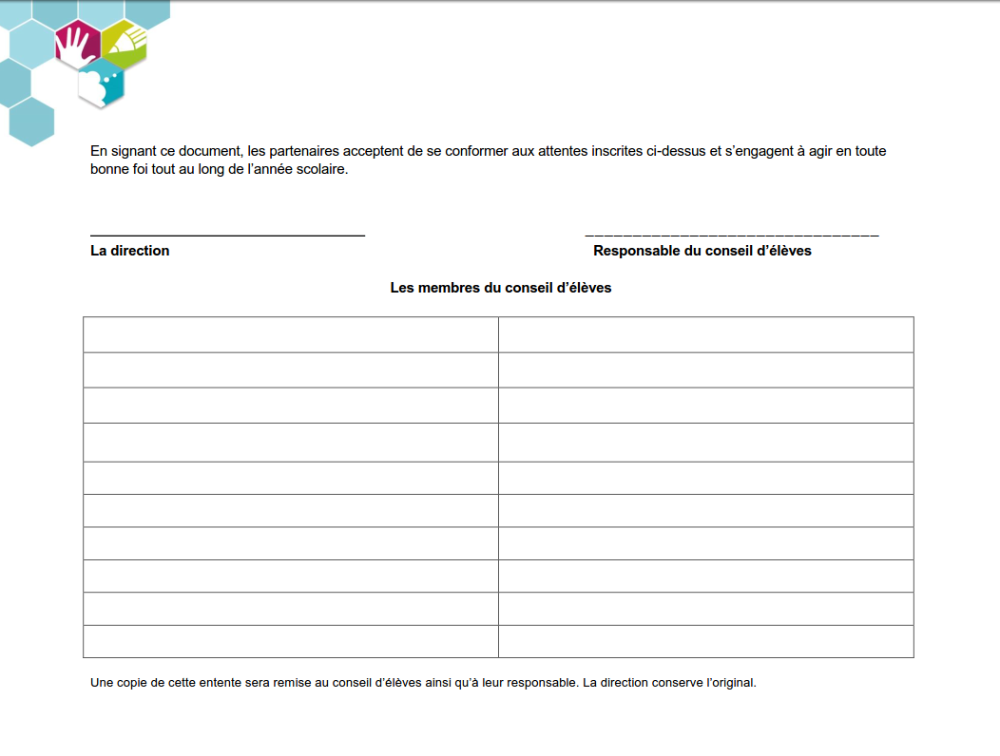 En signant ce document, les partenaires acceptent de se conformer aux attentes inscrites ci-dessus et s’engagent à agir en toute
bonne foi tout au long de l’année scolaire.
La direction
Responsable du conseil d’élèves
Les membres du conseil d’élèves
Une copie de cette entente sera remise au conseil d’élèves ainsi qu’à leur responsable. La direction conserve l’original.